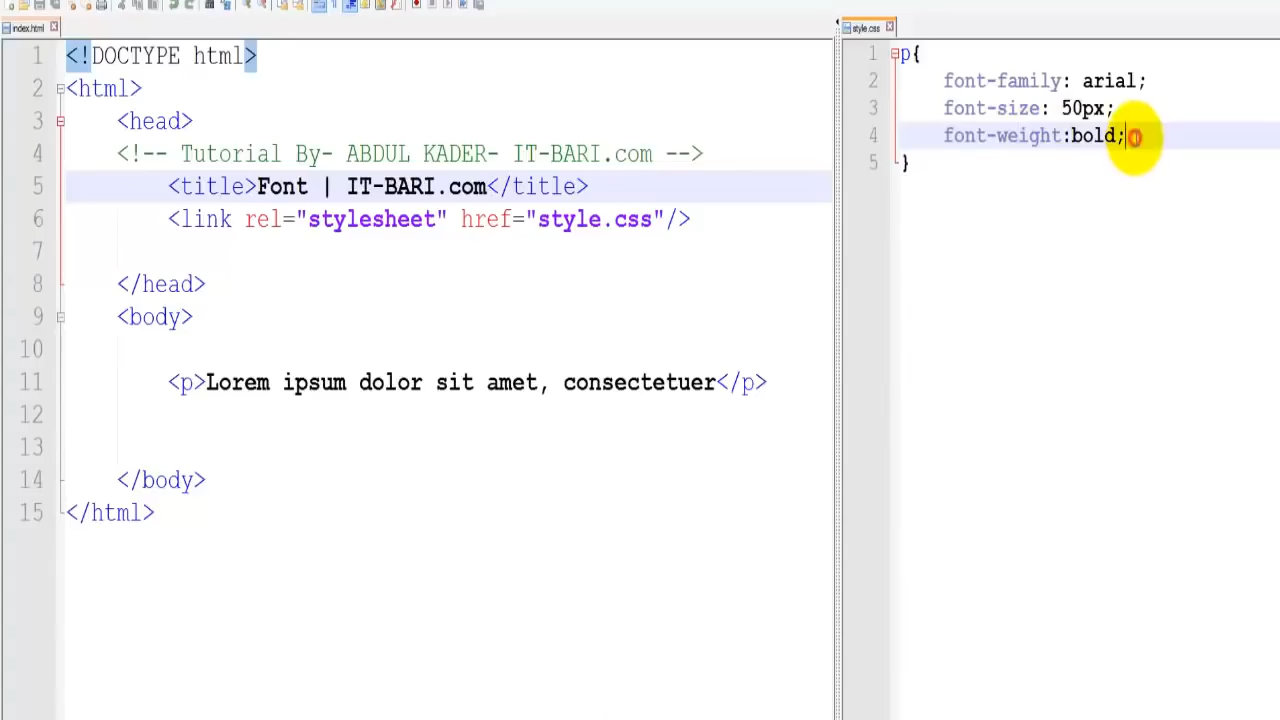 index.html
style.css
1 <!DOCTYPE html>
2 <html>
3 <head>
4 <!-- Tutorial By- ABDUL KADER- IT-BARI.com -->
5 <title>Font | IT-BARI.com</title>
6 <link rel="stylesheet" href="style.css"/>
7
8 </head>
9 <body>
10
11 <p>Lorem ipsum dolor sit amet, consectetuer</p>
12
13
14 </body>
15 </html>
1 p{
2 font-family: arial;
3 font-size: 50px;
4 font-weight:bold;
5 }